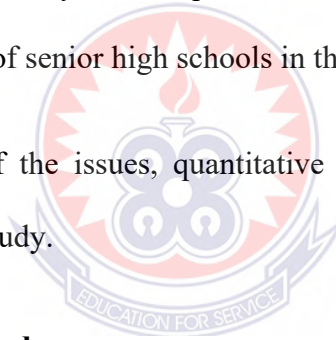 of senior high schools in th
f the issues, quantitative
udy.
EDUCATION FOR SERVICE